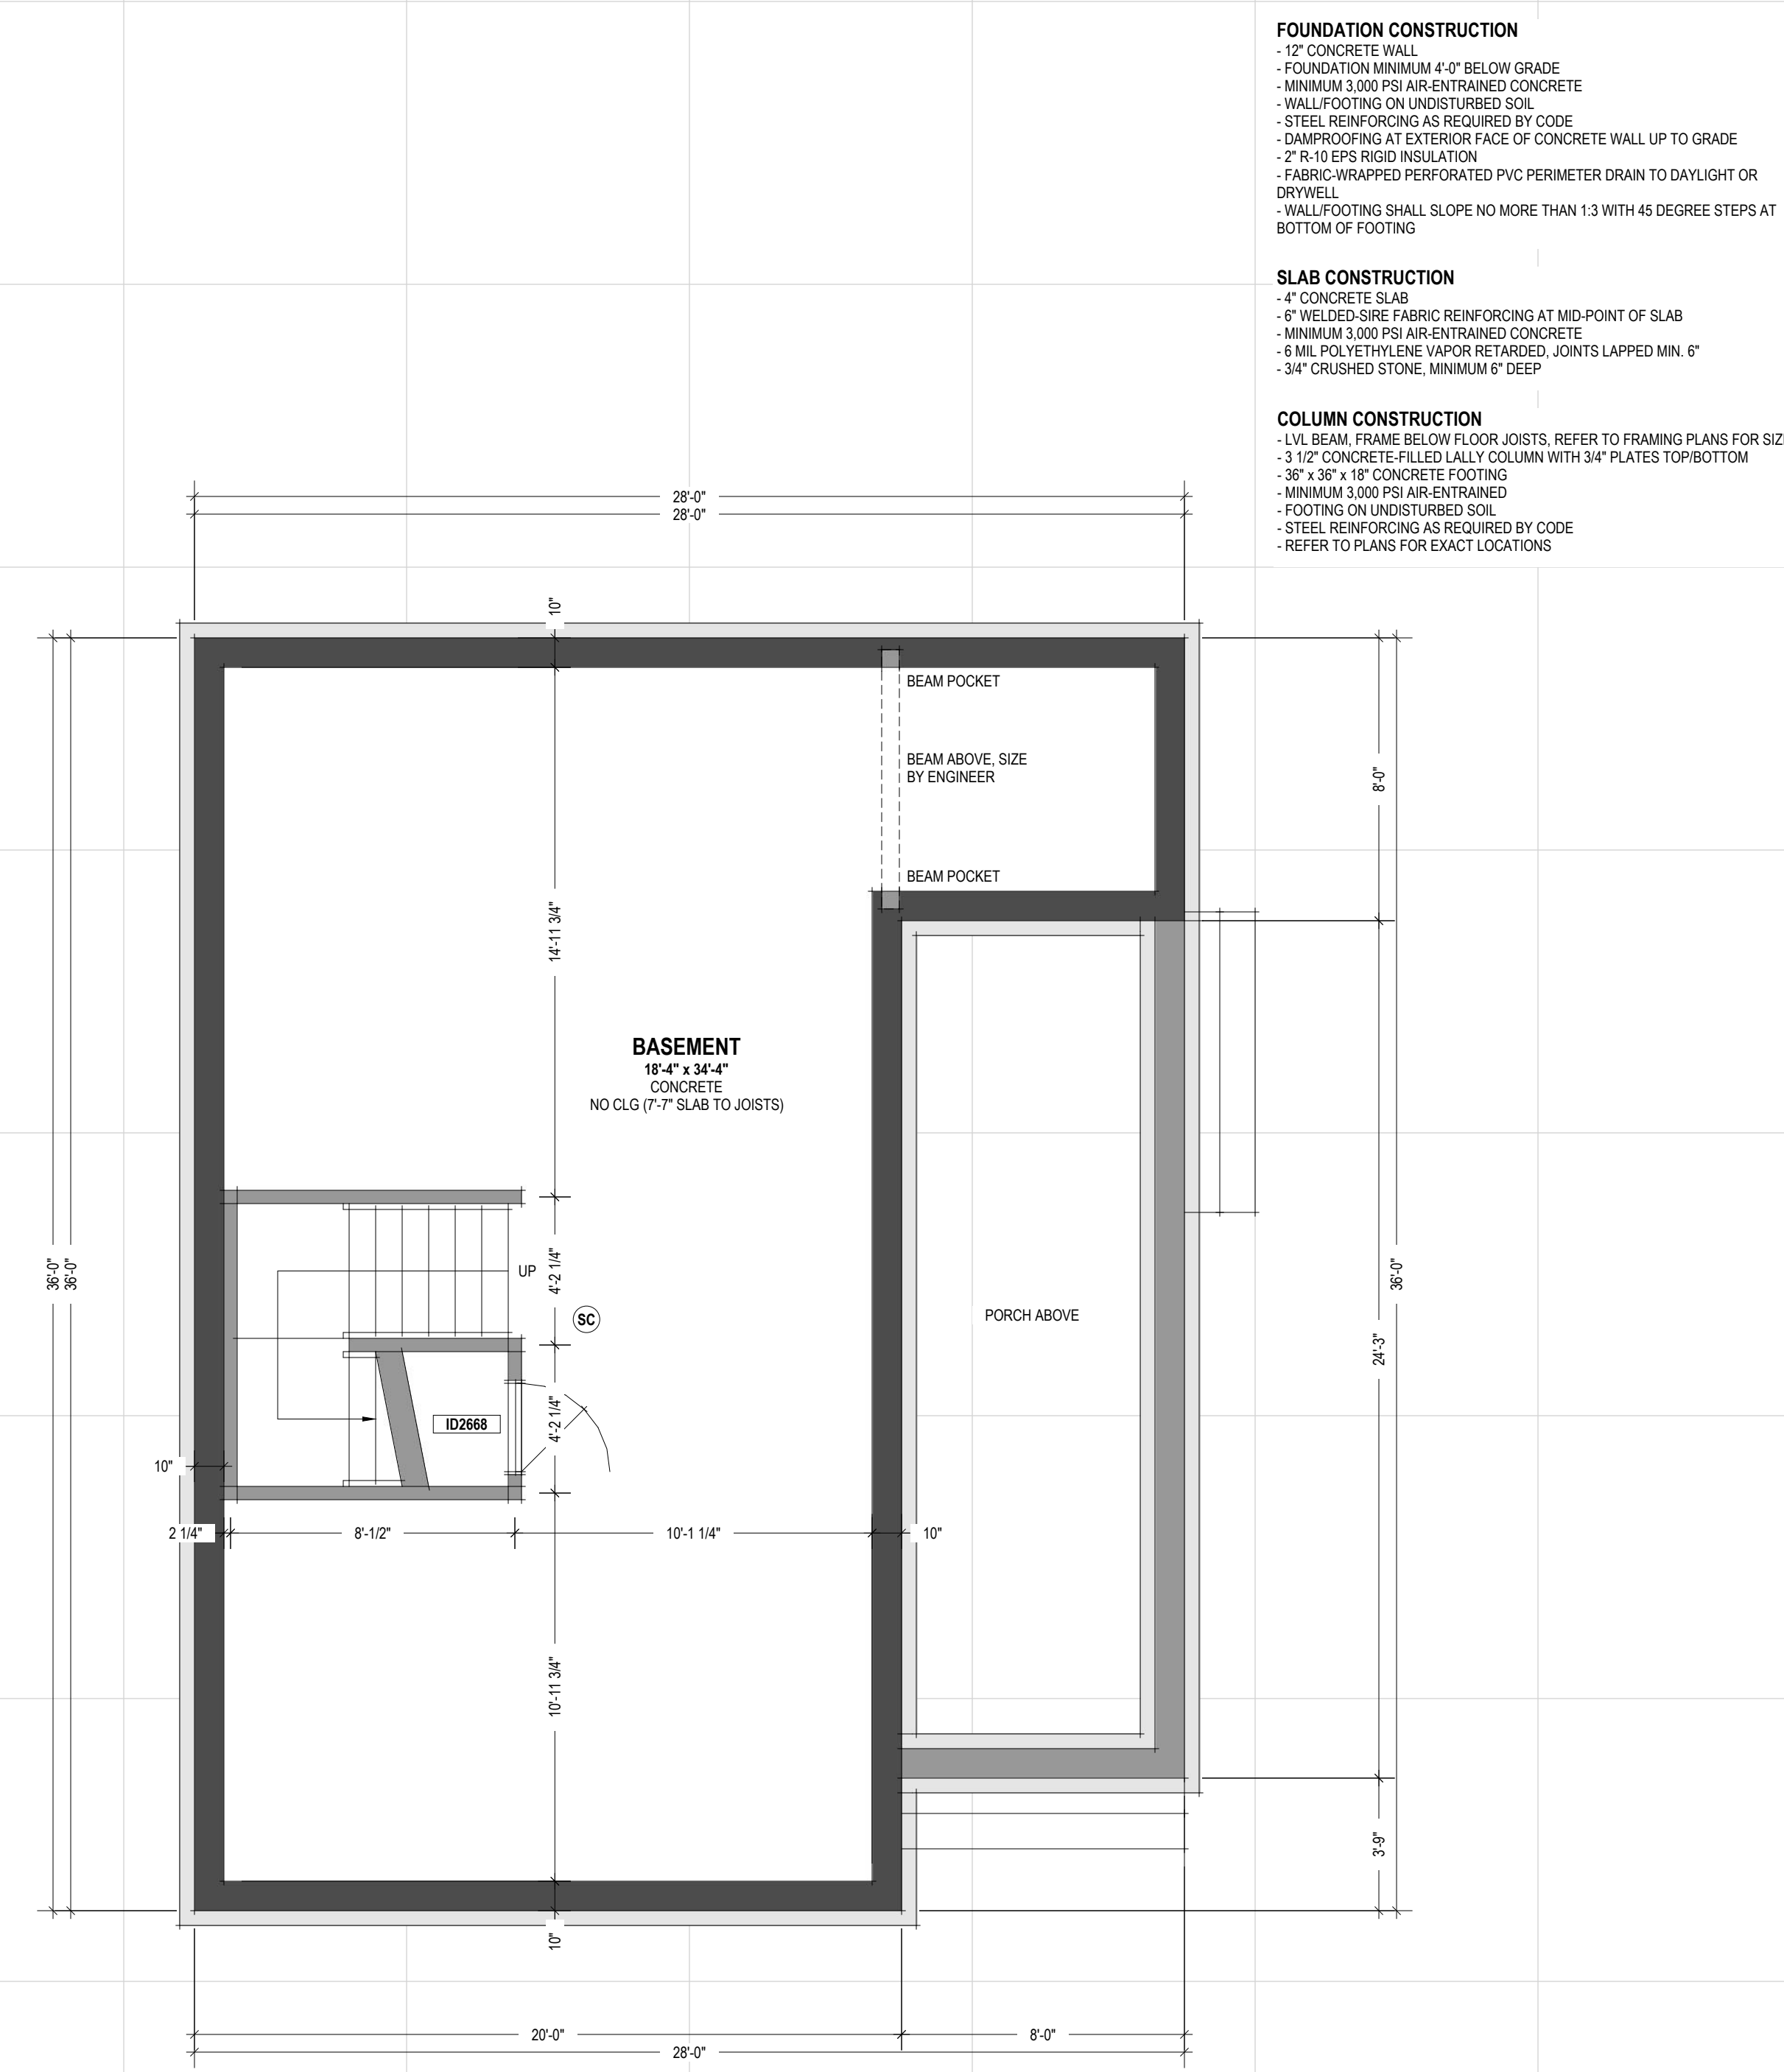 FOUNDATION CONSTRUCTION
- 12" CONCRETE WALL
- FOUNDATION MINIMUM 4'-0" BELOW GRADE
- MINIMUM 3,000 PSI AIR-ENTRAINED CONCRETE
- WALL/FOOTING ON UNDISTURBED SOIL
- STEEL REINFORCING AS REQUIRED BY CODE
- DAMPROOFING AT EXTERIOR FACE OF CONCRETE WALL UP TO GRADE
- 2" R-10 EPS RIGID INSULATION
- FABRIC-WRAPPED PERFORATED PVC PERIMETER DRAIN TO DAYLIGHT OR
DRYWELL
- WALL/FOOTING SHALL SLOPE NO MORE THAN 1:3 WITH 45 DEGREE STEPS AT
BOTTOM OF FOOTING
SLAB CONSTRUCTION
- 4" CONCRETE SLAB
- 6" WELDED-SIRE FABRIC REINFORCING AT MID-POINT OF SLAB
- MINIMUM 3,000 PSI AIR-ENTRAINED CONCRETE
- 6 MIL POLYETHYLENE VAPOR RETARDED, JOINTS LAPPED MIN. 6"
- 3/4" CRUSHED STONE, MINIMUM 6" DEEP
COLUMN CONSTRUCTION
- LVL BEAM, FRAME BELOW FLOOR JOISTS, REFER TO FRAMING PLANS FOR SIZ
- 3 1/2" CONCRETE-FILLED LALLY COLUMN WITH 3/4" PLATES TOP/BOTTOM
- 36" x 36" x 18" CONCRETE FOOTING
- MINIMUM 3,000 PSI AIR-ENTRAINED
- FOOTING ON UNDISTURBED SOIL
- STEEL REINFORCING AS REQUIRED BY CODE
- REFER TO PLANS FOR EXACT LOCATIONS
28'-0"
28'-0"
10"
BEAM POCKET
BEAM ABOVE, SIZE
BY ENGINEER
8'-0"
BEAM POCKET
14'-11 3/4"
BASEMENT
18'-4" x 34'-4"
CONCRETE
NO CLG (7'-7" SLAB TO JOISTS)
36'-0"
36'-0"
UP
4'-2 1/4"
36'-0"
SC
PORCH ABOVE
24'-3"
4'-2 1/4"
ID2668
10"
2 1/4"
8'-1/2"
10'-1 1/4"
10"
10'-11 3/4"
3'-9"
10"
20'-0"
8'-0"
28'-0"